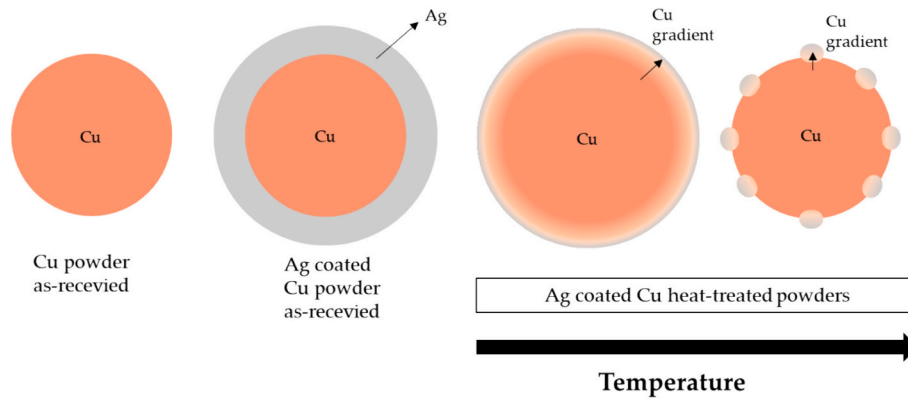 Cu
Cu powder
as-recevied
Ag
Cu
Ag coated
Cu powder
as-recevied
Cu
gradient
Cu
Cu
gradient
Cu
Ag coated Cu heat-treated powders
Temperature